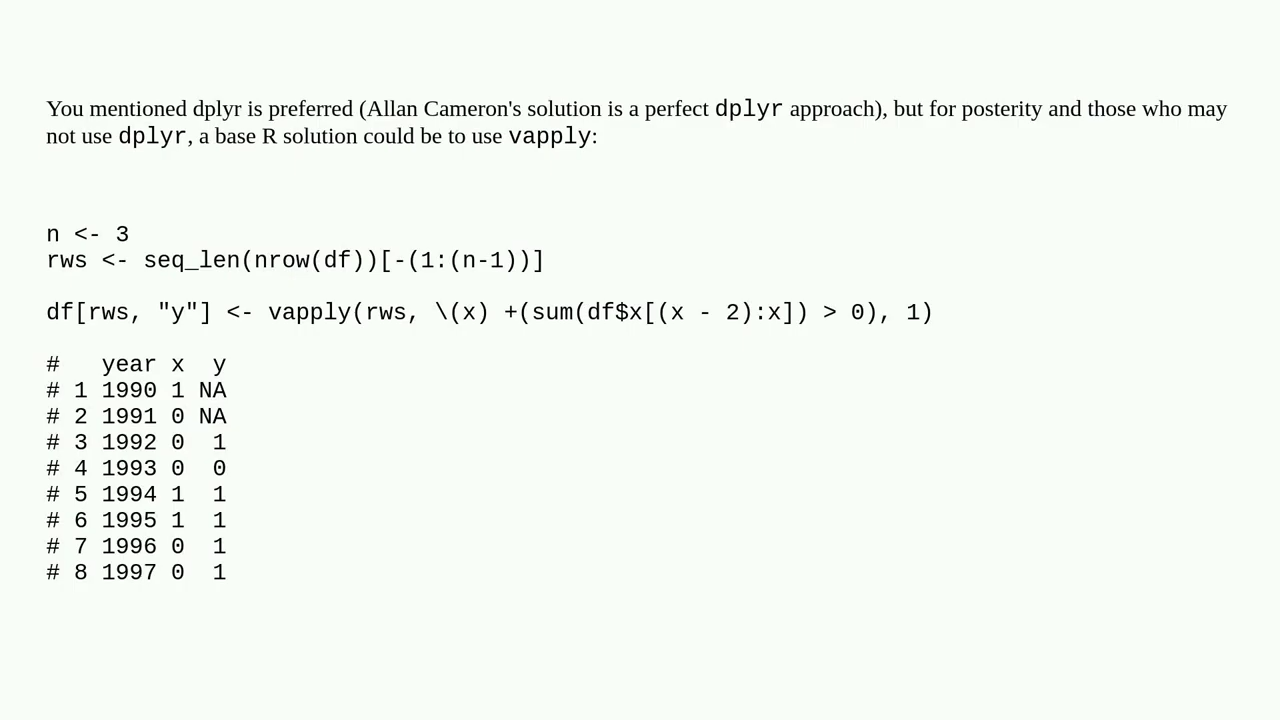 You mentioned dplyr is preferred (Allan Cameron's solution is a perfect dplyr approach), but for posterity and those who may
not use dplyr, a base R solution could be to use vapply:
n <- 3
rws <- seq_len(nrow(df))[-(1:(n-1))]
df[rws, "y"] <- vapply(rws, \(x) +(sum(df$x[(x - 2):x]) > 0), 1)
#   year x  y
# 1 1990 1 NA
# 2 1991 0 NA
# 3 1992 0  1
# 4 1993 0  0
# 5 1994 1  1
# 6 1995 1  1
# 7 1996 0  1
# 8 1997 0  1